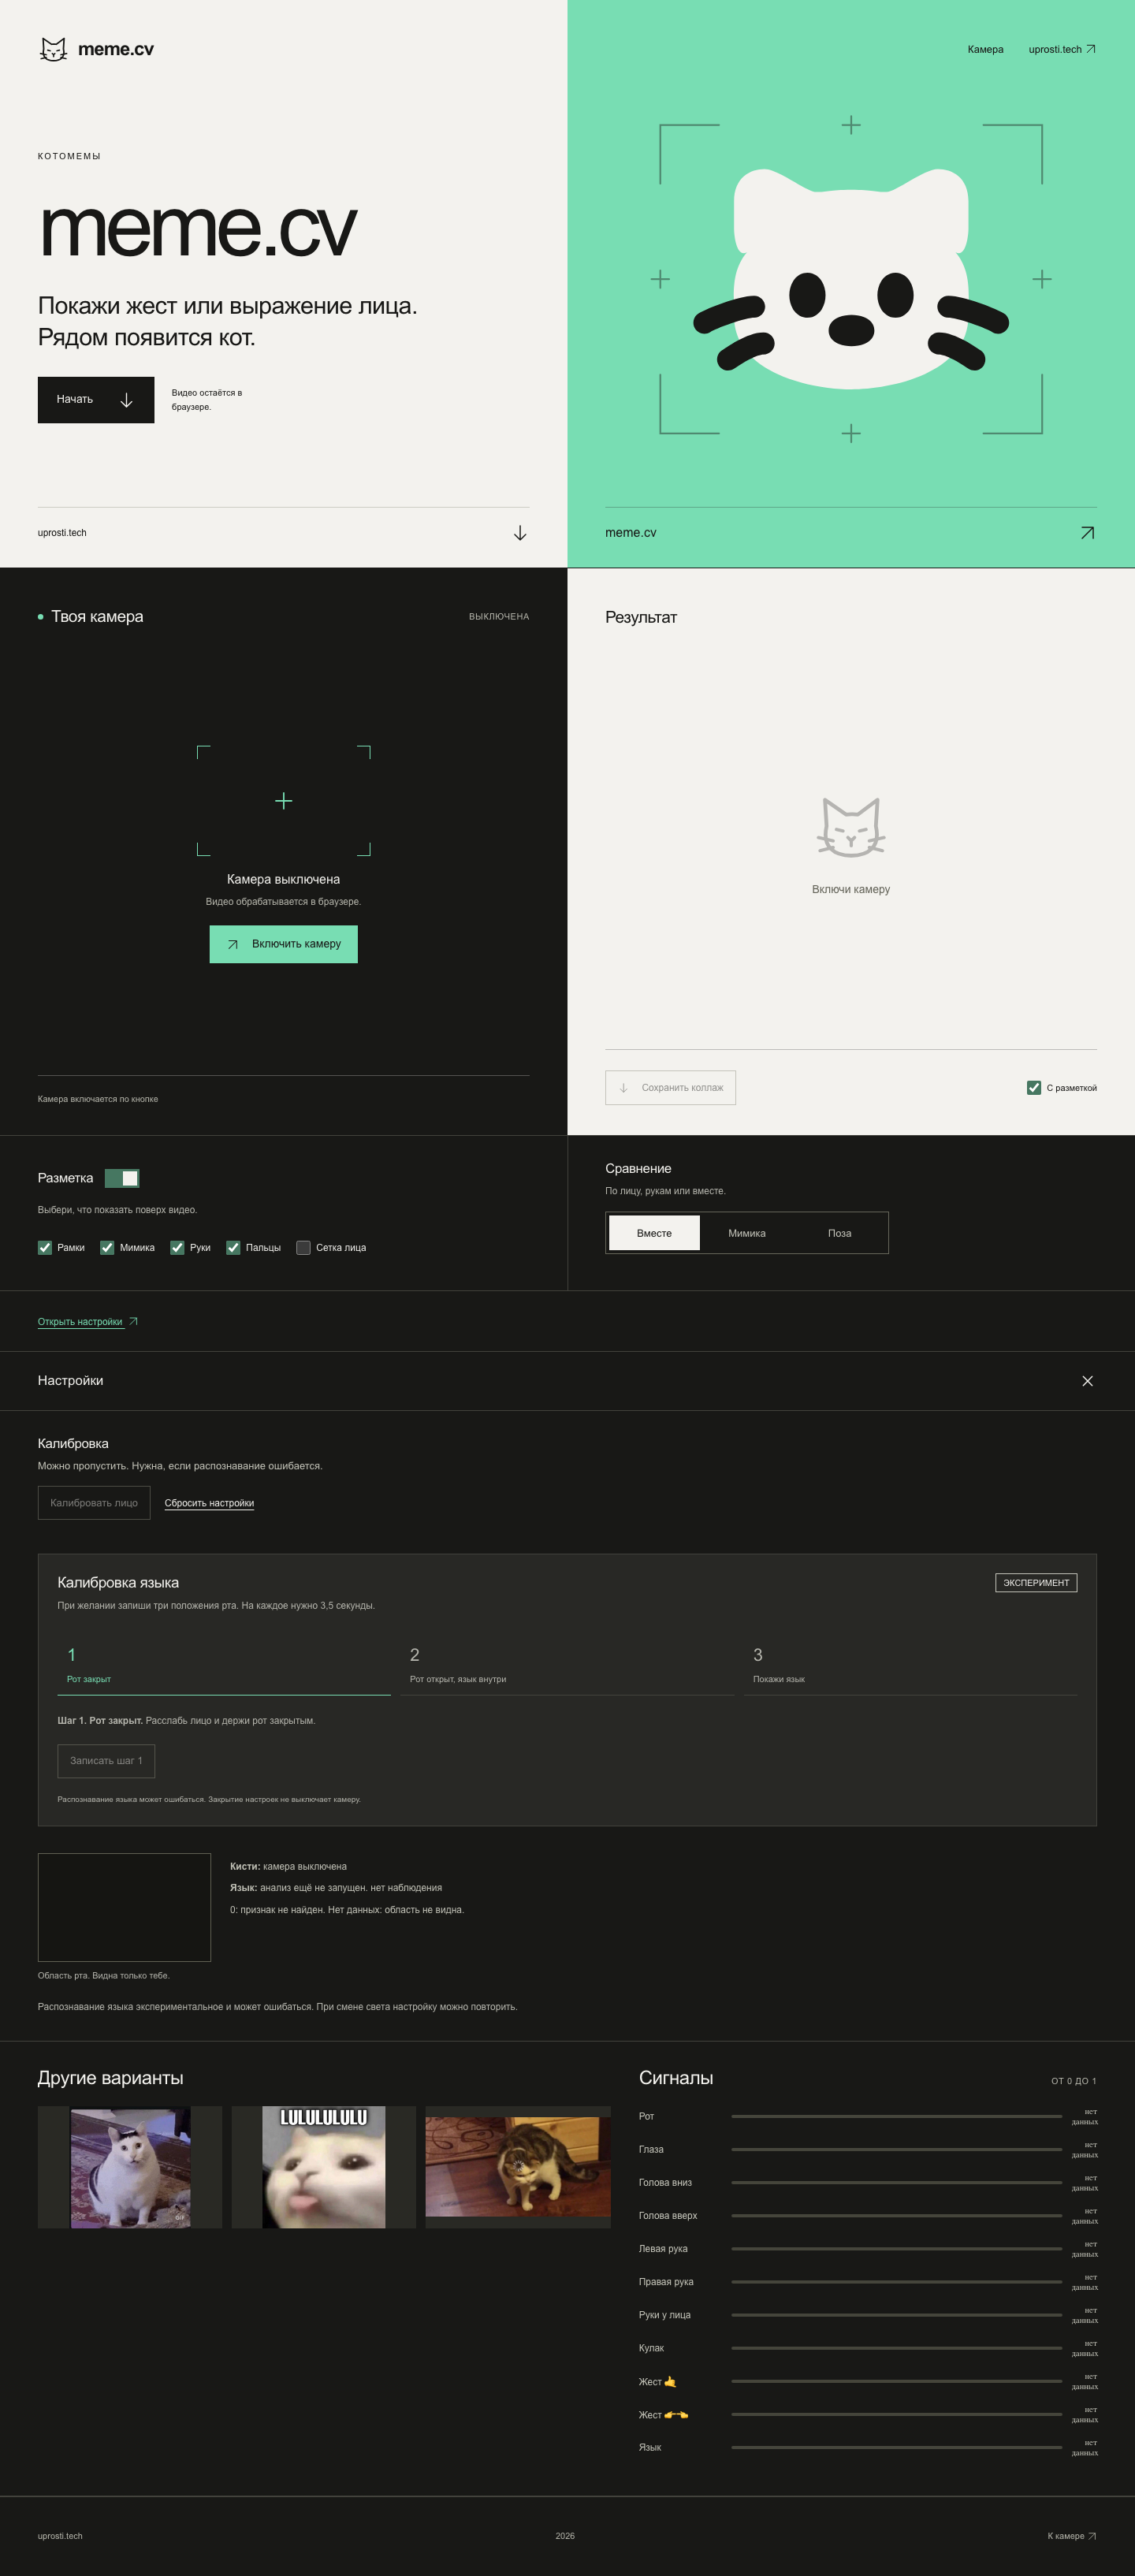 meme.cv
Камера
uprosti.tech
КОТОМЕМЫ
meme.cv
Покажи жест или выражение лица.
Рядом появится кот.
Начать
Видео остаётся в
браузере.
uprosti.tech
meme.cv
Твоя камера
ВЫКЛЮЧЕНА
Камера выключена
Видео обрабатывается в браузере.
Включить камеру
Камера включается по кнопке
Результат
Включи камеру
Сохранить коллаж
С разметкой
Разметка
Выбери, что показать поверх видео.
Рамки
Мимика
Руки
Пальцы
Сетка лица
Сравнение
По лицу, рукам или вместе.
Вместе
Мимика
Поза
Открыть настройки
Настройки
Калибровка
Можно пропустить. Нужна, если распознавание ошибается.
Калибровать лицо
Сбросить настройки
Калибровка языка
ЭКСПЕРИМЕНТ
При желании запиши три положения рта. На каждое нужно 3,5 секунды.
1
Рот закрыт
2
Рот открыт, язык внутри
3
Покажи язык
Шаг 1. Рот закрыт. Расслабь лицо и держи рот закрытым.
Записать шаг 1
Распознавание языка может ошибаться. Закрытие настроек не выключает камеру.
Кисти: камера выключена
Язык: анализ ещё не запущен. нет наблюдения
0: признак не найден. Нет данных: область не видна.
Область рта. Видна только тебе.
Распознавание языка экспериментальное и может ошибаться. При смене света настройку можно повторить.
Другие варианты
GIF
LULULULULU
Сигналы
ОТ 0 ДО 1
Рот
нет
данных
Глаза
нет
данных
Голова вниз
нет
данных
Голова вверх
нет
данных
Левая рука
нет
данных
Правая рука
нет
данных
Руки у лица
нет
данных
Кулак
нет
данных
Жест 🤙
нет
данных
Жест 👉👈
нет
данных
Язык
нет
данных
uprosti.tech
2026
К камере